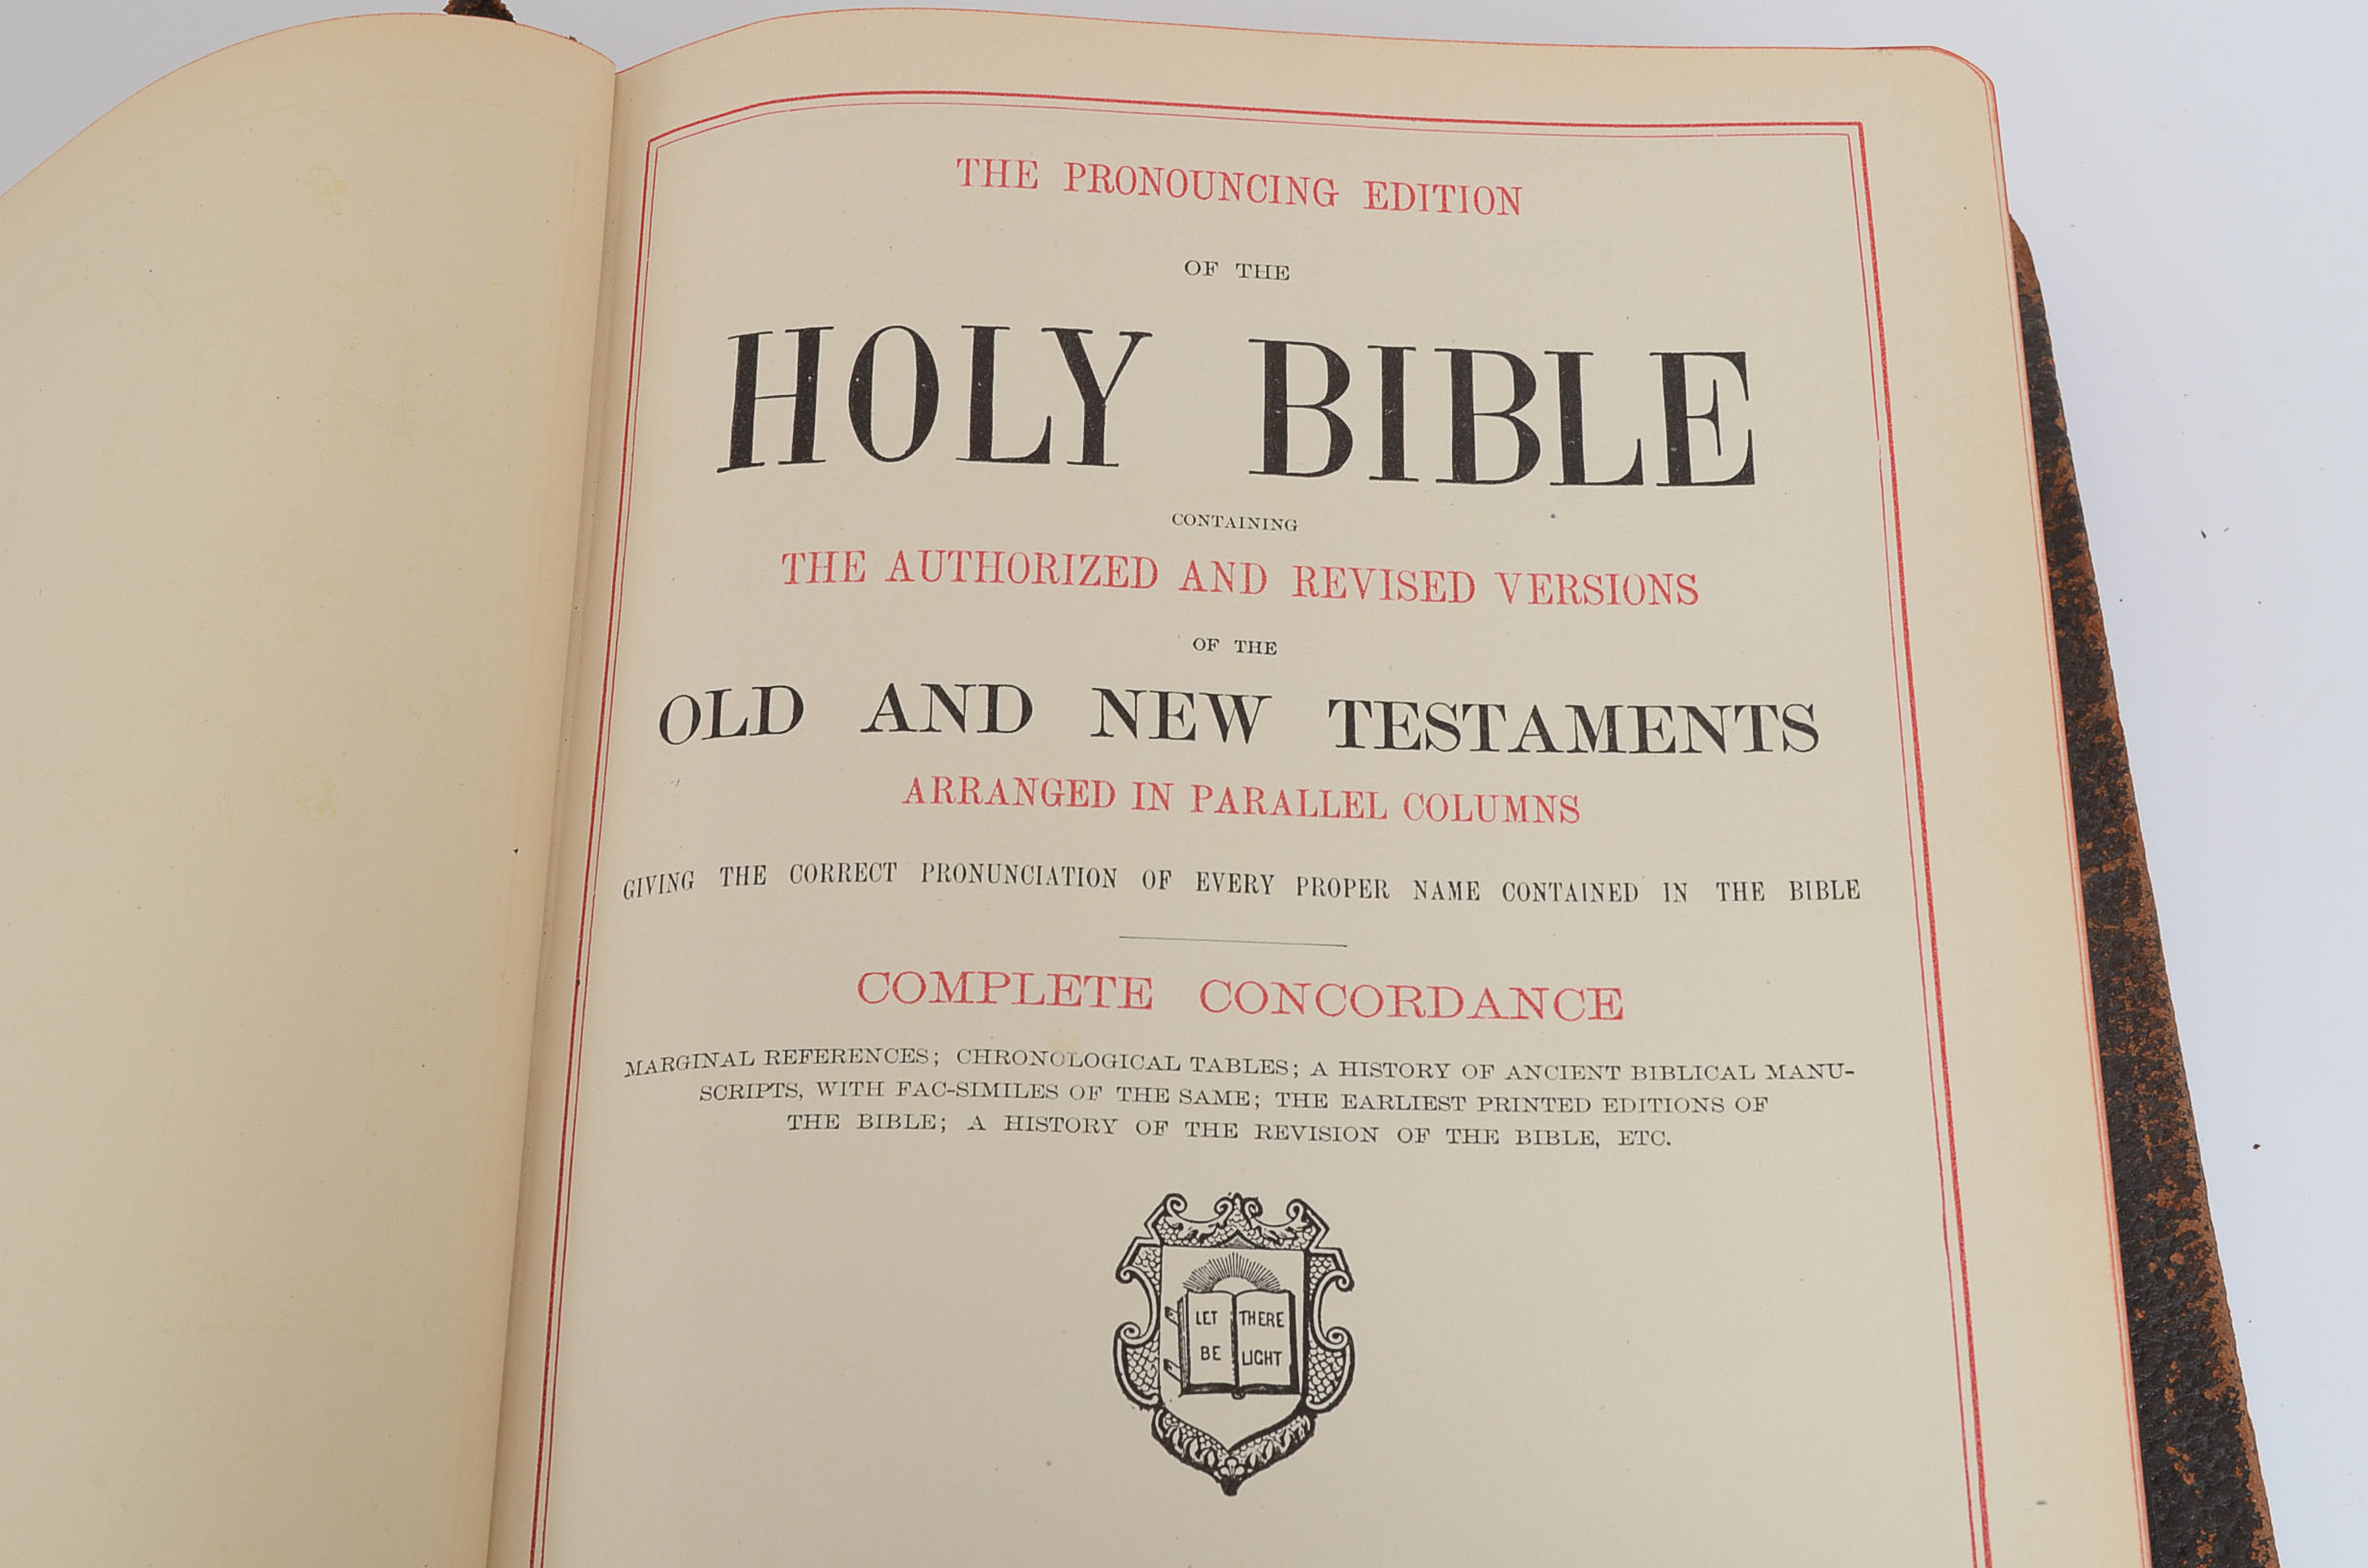 THE PRONOUNCING EDITION
OF THE
HOLY BIBLE
CONTAINING
THE AUTHORIZED AND REVISED VERSIONS
OF THE
OLD AND NEW TESTAMENTS
ARRANGED IN PARALLEL COLUMNS
GIVING THE CORRECT PRONUNCIATION OF EVERY PROPER NAME CONTAINED IN THE BIBLE
COMPLETE CONCORDANCE
MARGINAL REFERENCES; CHRONOLOGICAL TABLES; A HISTORY OF ANCIENT BIBLICAL MANU-
SCRIPTS, WITH FAC-SIMILES OF THE SAME; THE EARLIEST PRINTED EDITIONS OF
THE BIBLE; A HISTORY OF THE REVISION OF THE BIBLE, ETC.
LET THERE
BE LIGHT